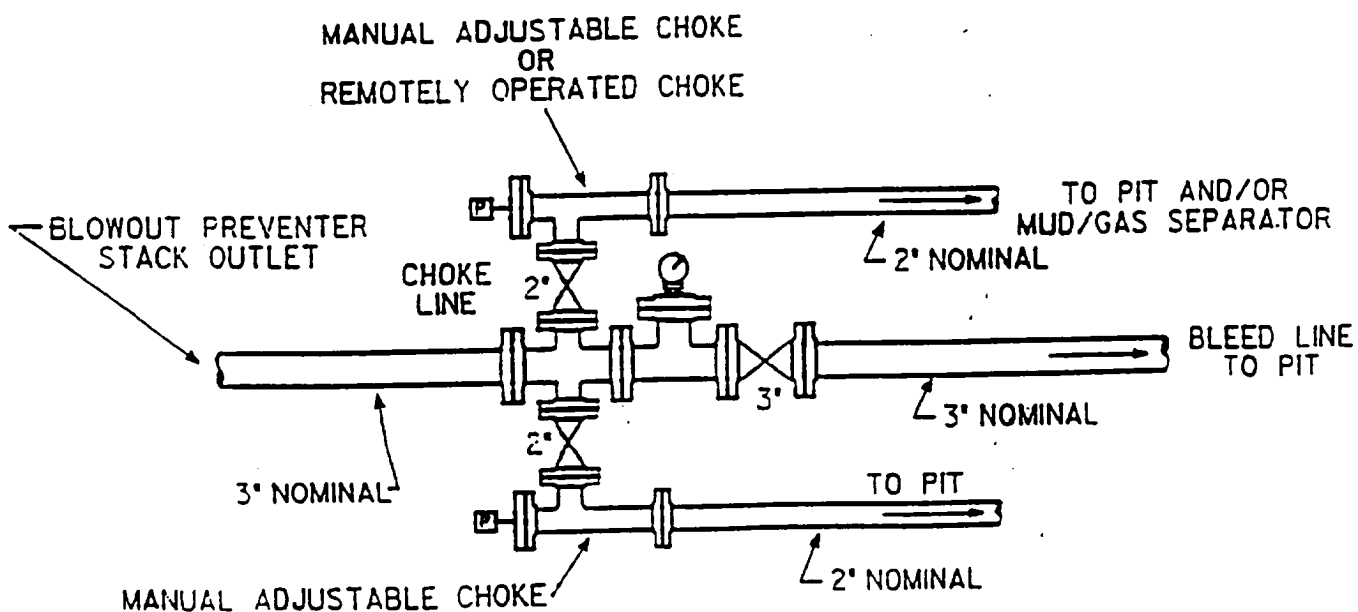 MANUAL ADJUSTABLE CHOKE
OR
REMOTELY OPERATED CHOKE
P
TO PIT AND/OR
MUD/GAS SEPARATOR
BLOWOUT PREVENTER
STACK OUTLET
2" NOMINAL
CHOKE
LINE
2"
BLEED LINE
TO PIT
3"
3" NOMINAL
2"
3" NOMINAL
TO PIT
P
2" NOMINAL
MANUAL ADJUSTABLE CHOKE